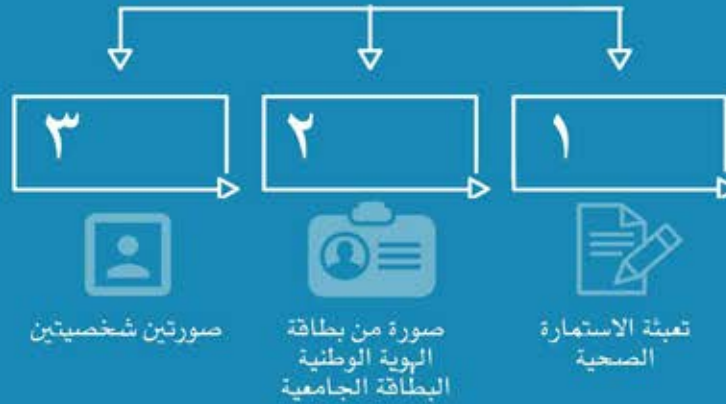 ١
تعبئة الاستمارة
الصحية
٢
صورة من بطاقة
الهوية الوطنية
البطاقة الجامعية
٣
صورتين شخصيتين